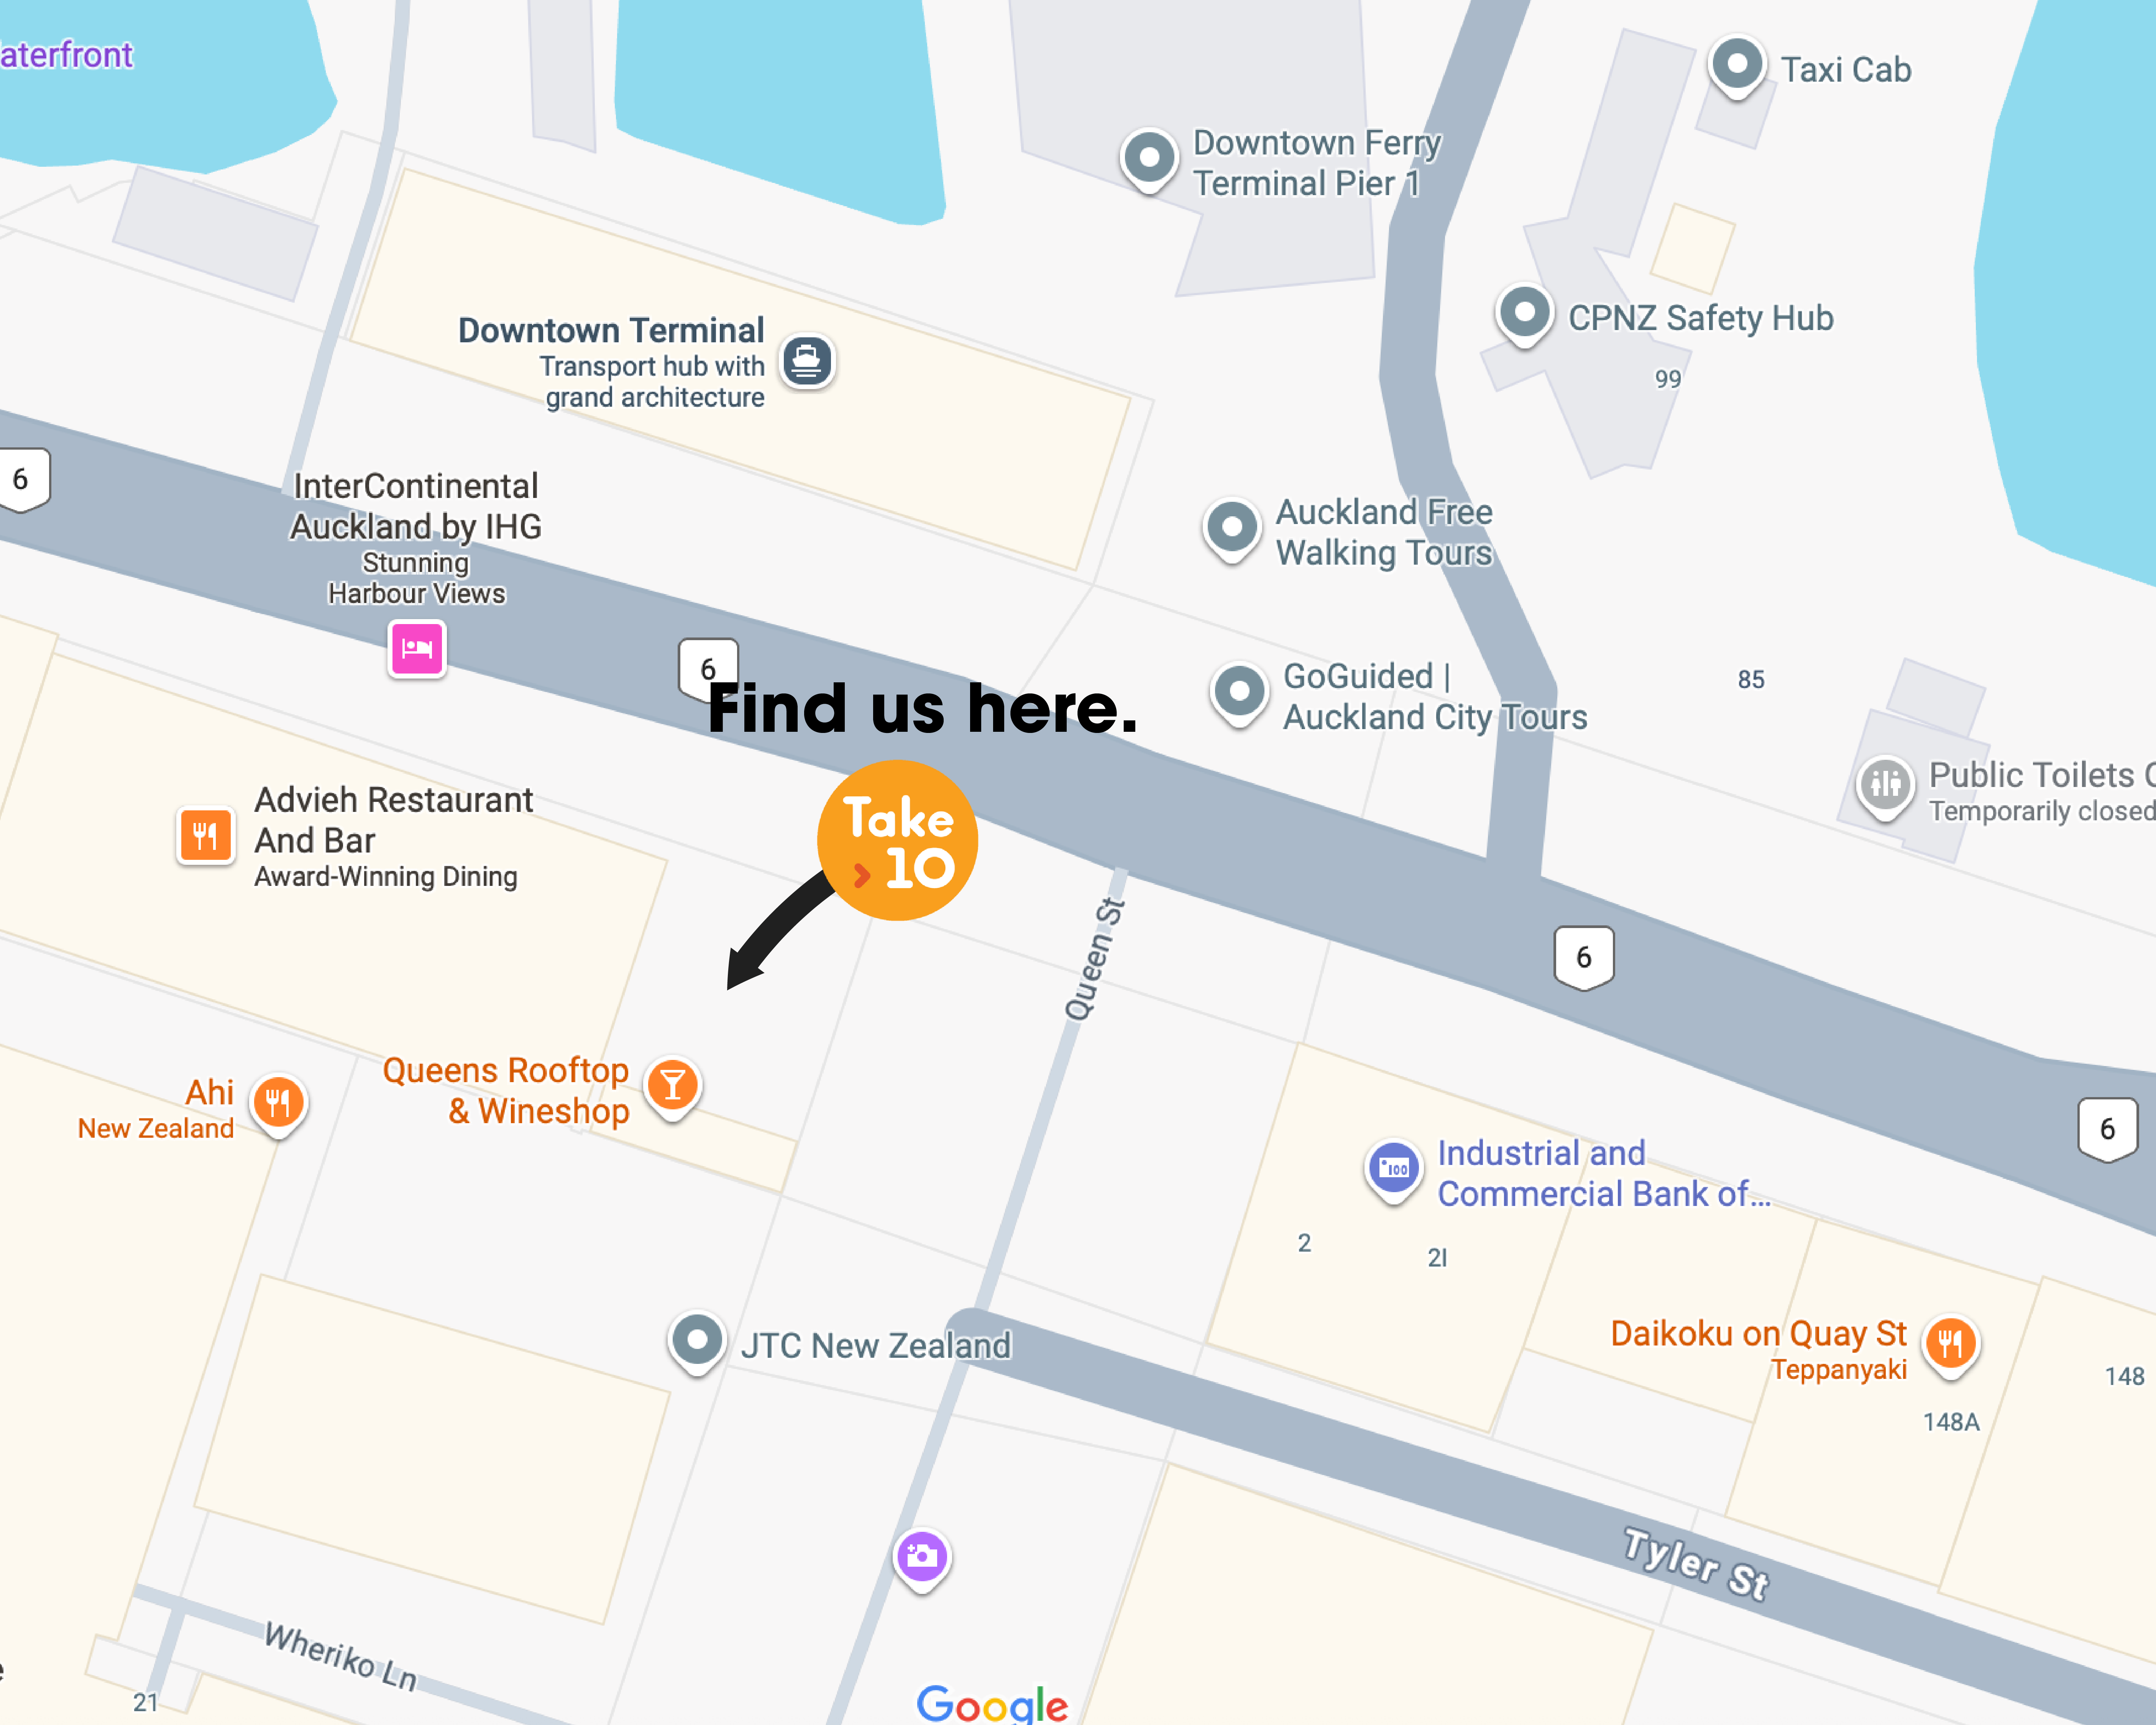 aterfront
Taxi Cab
Downtown Ferry
Terminal Pier 1
CPNZ Safety Hub
99
Downtown Terminal
Transport hub with
grand architecture
6
InterContinental
Auckland by IHG
Stunning
Harbour Views
Auckland Free
Walking Tours
6
Find us here.
GoGuided |
Auckland City Tours
85
Public Toilets
Temporarily closed
Advieh Restaurant
And Bar
Award-Winning Dining
Take
10
Queen St
6
Queens Rooftop
& Wineshop
Ahi
New Zealand
6
Industrial and
Commercial Bank of...
2
2I
JTC New Zealand
Daikoku on Quay St
Teppanyaki
148
148A
Tyler St
Wheriko Ln
21
Google